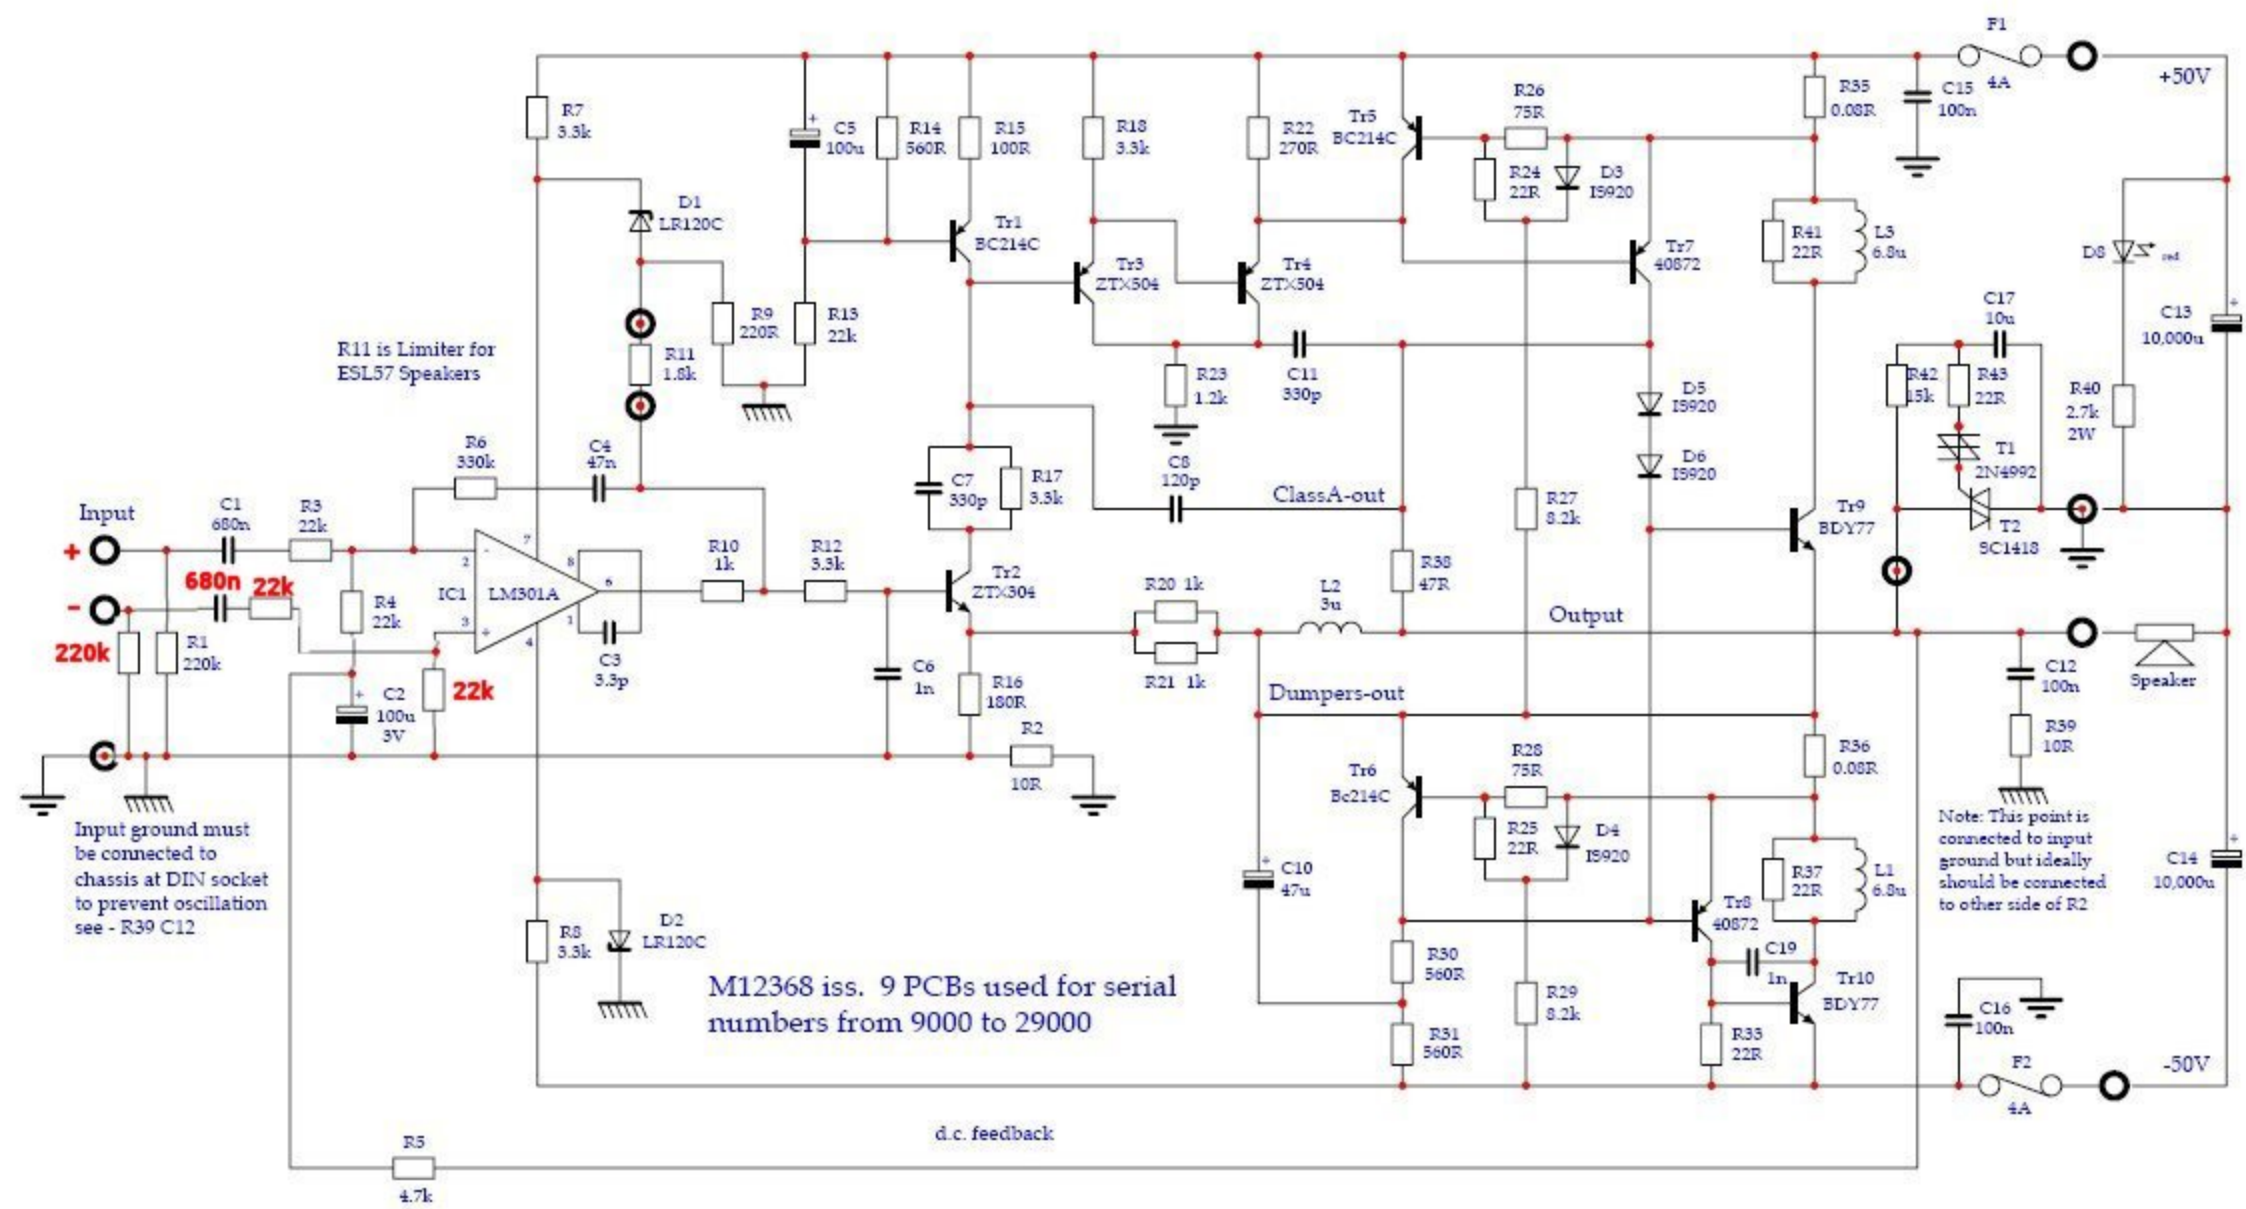 F1
4A
+50V
R7
3.3k
C5
100u
R14
560R
R15
100R
R18
3.3k
R22
270R
Tr5
BC214C
R26
75R
R24
22R
D3
IS920
R35
0.08R
C15
100n
D1
LR120C
Tr1
BC214C
Tr3
ZTX504
Tr4
ZTX504
Tr7
40872
R41
22R
L3
6.8u
D8
red
R9
220R
R13
22k
R11 is Limiter for
ESL57 Speakers
R11
1.8k
R23
1.2k
C11
330p
D5
IS920
D6
IS920
C17
10u
C13
10,000u
R42
15k
R43
22R
R40
2.7k
2W
T1
2N4992
T2
SC1418
R6
330k
C4
47n
C7
330p
R17
3.3k
C8
120p
ClassA-out
R27
8.2k
Tr9
BDY77
Input
+
C1
680n
R3
22k
7
-
2
8
6
IC1
LM301A
R10
1k
R12
3.3k
Tr2
ZTX304
R38
47R
-
680n
22k
R4
22k
3
+
4
1
C3
3.3p
R20 1k
R21 1k
L2
3u
Output
220k
R1
220k
22k
C2
100u
3V
+
C6
1n
R16
180R
R2
10R
Dumpers-out
C12
100n
Speaker
R39
10R
R36
0.08R
Tr6
Bc214C
R28
75R
R25
22R
D4
IS920
Input ground must
be connected to
chassis at DIN socket
to prevent oscillation
see - R39 C12
Note: This point is
connected to input
ground but ideally
should be connected
to other side of R2
C10
47u
R37
22R
L1
6.8u
Tr8
40872
C14
10,000u
R8
3.3k
D2
LR120C
R30
560R
C19
1n
Tr10
BDY77
M12368 iss. 9 PCBs used for serial
numbers from 9000 to 29000
R29
8.2k
R31
560R
R33
22R
C16
100n
F2
4A
-50V
d.c. feedback
R5
4.7k